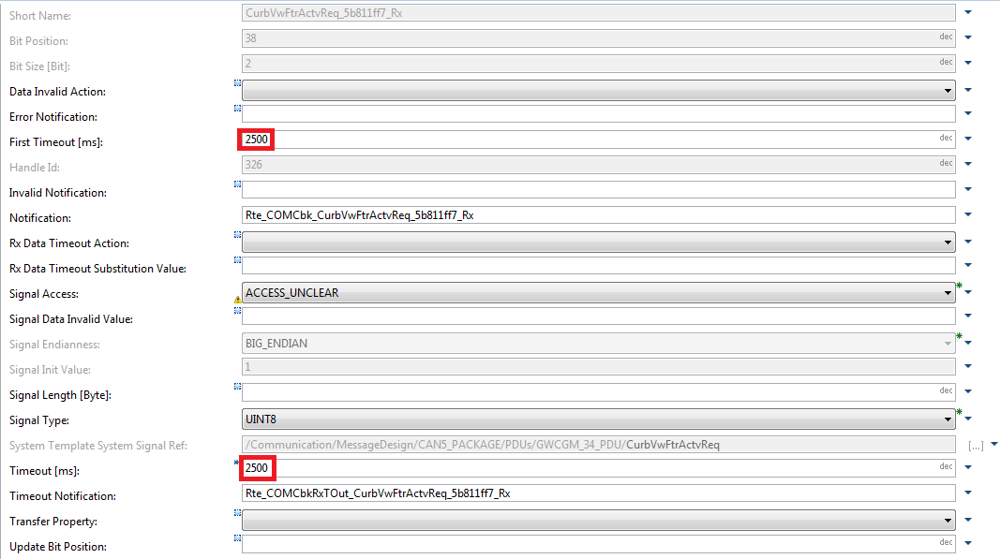 Short Name: CurbVwFtrActvReq_5b811ff7_Rx
Bit Position: 38 dec
Bit Size [Bit]: 2 dec
Data Invalid Action:
Error Notification:
First Timeout [ms]: 2500 dec
Handle Id: 326 dec
Invalid Notification:
Notification: Rte_COMCbk_CurbVwFtrActvReq_5b811ff7_Rx
Rx Data Timeout Action:
Rx Data Timeout Substitution Value:
Signal Access: ACCESS_UNCLEAR
Signal Data Invalid Value:
Signal Endianness: BIG_ENDIAN
Signal Init Value: 1
Signal Length [Byte]: dec
Signal Type: UINT8
System Template System Signal Ref: /Communication/MessageDesign/CAN5_PACKAGE/PDUs/GWCGM_34_PDU/CurbVwFtrActvReq [...]
Timeout [ms]: 2500 dec
Timeout Notification: Rte_COMCbkRxTOut_CurbVwFtrActvReq_5b811ff7_Rx
Transfer Property:
Update Bit Position: dec